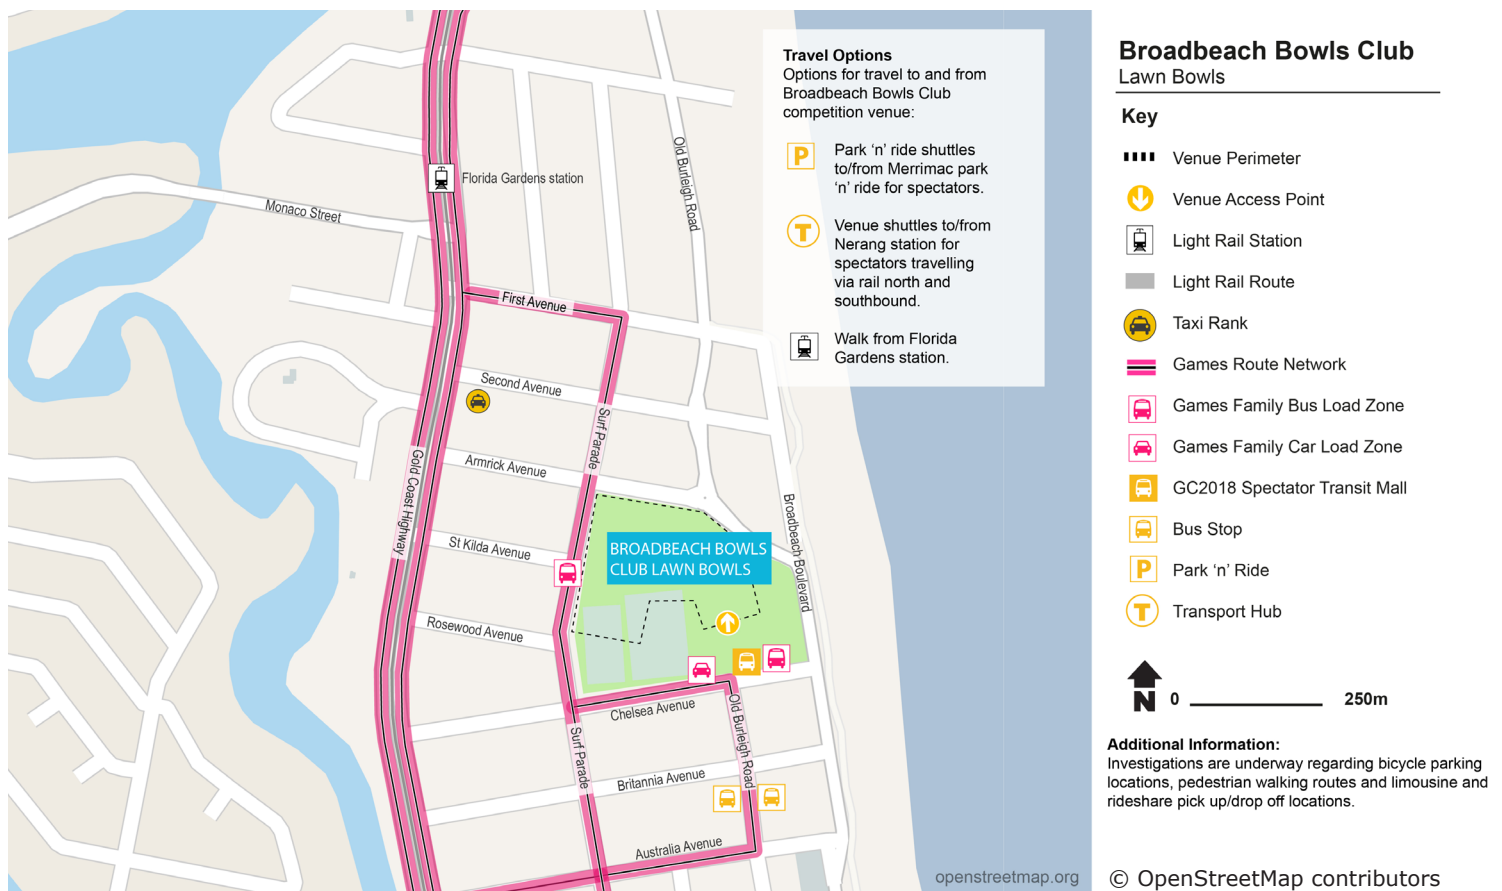 Broadbeach Bowls Club
Lawn Bowls
Key
Venue Perimeter
Venue Access Point
Light Rail Station
Light Rail Route
Taxi Rank
Games Route Network
Games Family Bus Load Zone
Games Family Car Load Zone
GC2018 Spectator Transit Mall
Bus Stop
P
Park ‘n’ Ride
T
Transport Hub
N
0
250m
Additional Information:
Investigations are underway regarding bicycle parking
locations, pedestrian walking routes and limousine and
rideshare pick up/drop off locations.
© OpenStreetMap contributors
Travel Options
Options for travel to and from
Broadbeach Bowls Club
competition venue:
P
Park ‘n’ ride shuttles
to/from Merrimac park
‘n’ ride for spectators.
T
Venue shuttles to/from
Nerang station for
spectators travelling
via rail north and
southbound.
Walk from Florida
Gardens station.
Old Burleigh Road
Florida Gardens station
Monaco Street
First Avenue
Second Avenue
Surf Parade
Armrick Avenue
Gold Coast Highway
Broadbeach Boulevard
St Kilda Avenue
BROADBEACH BOWLS
CLUB LAWN BOWLS
Rosewood Avenue
Chelsea Avenue
Old Burleigh Road
Surf Parade
Britannia Avenue
Australia Avenue
openstreetmap.org